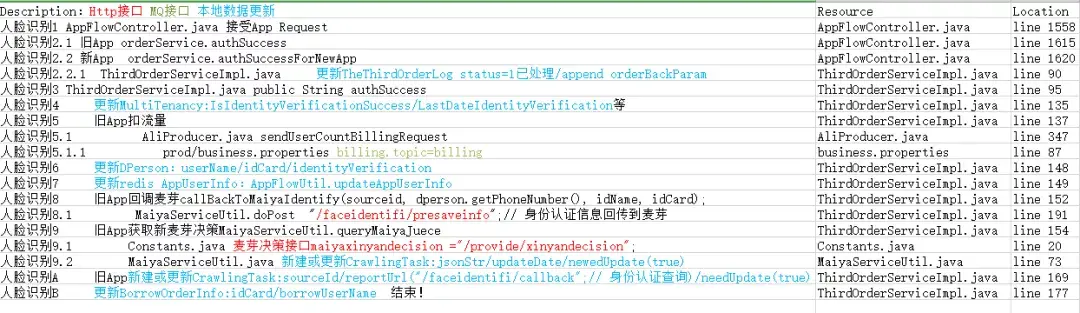 Description: Http接口 MQ接口 本地数据更新 Resource Location
人脸识别1 AppFlowController.java 接受App Request AppFlowController.java line 1558
人脸识别2.1 旧App orderService.authSuccess AppFlowController.java line 1615
人脸识别2.2 新App orderService.authSuccessForNewApp AppFlowController.java line 1620
人脸识别2.2.1 ThirdOrderServiceImpl.java 更新TheThirdOrderLog status=1已处理/append orderBackParam ThirdOrderServiceImpl.java line 90
人脸识别3 ThirdOrderServiceImpl.java public String authSuccess ThirdOrderServiceImpl.java line 95
人脸识别4 更新MultiTenancy:IsIdentityVerificationSuccess/LastDateIdentityVerification等 ThirdOrderServiceImpl.java line 135
人脸识别5 旧App扣流量 ThirdOrderServiceImpl.java line 137
人脸识别5.1 AliProducer.java sendUserCountBillingRequest AliProducer.java line 347
人脸识别5.1.1 prod/business.properties billing.topic=billing business.properties line 87
人脸识别6 更新DPerson: userName/idCard/identityVerification ThirdOrderServiceImpl.java line 148
人脸识别7 更新redis AppUserInfo: AppFlowUtil.updateAppUserInfo ThirdOrderServiceImpl.java line 149
人脸识别8 旧App回调麦芽callBackToMaiyaIdentify(sourceid, dperson.getPhoneNumber(), idName, idCard); ThirdOrderServiceImpl.java line 152
人脸识别8.1 MaiyaServiceUtil.doPost "/faceidentifi/presaveinfo";// 身份认证信息回传到麦芽 ThirdOrderServiceImpl.java line 191
人脸识别9 旧App获取新麦芽决策MaiyaServiceUtil.queryMaiyaJuece ThirdOrderServiceImpl.java line 154
人脸识别9.1 Constants.java 麦芽决策接口maiyaxinyandecision ="/provide/xinyandecision"; Constants.java line 20
人脸识别9.2 MaiyaServiceUtil.java 新建或更新CrawlingTask:jsonStr/updateDate/newedUpdate(true) MaiyaServiceUtil.java line 73
人脸识别A 旧App新建或更新CrawlingTask:sourceId/reportUrl("/faceidentifi/callback";// 身份认证查询)/needUpdate(true) ThirdOrderServiceImpl.java line 169
人脸识别B 更新BorrowOrderInfo:idCard/borrowUserName 结束! ThirdOrderServiceImpl.java line 177